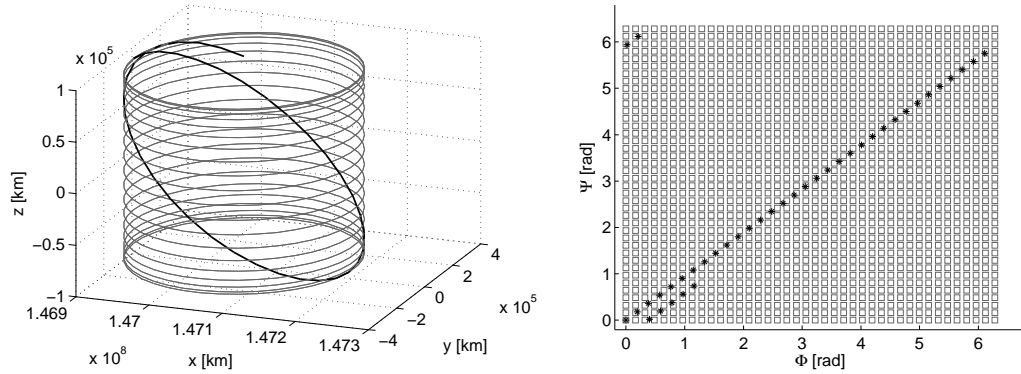 x 10^5
1
0.5
0
−0.5
−1
z [km]
1.469
1.47
1.471
1.472
1.473
x 10^8
x [km]
−4
−2
0
2
4
x 10^5
y [km]
6
5
4
3
2
1
0
Ψ [rad]
0 1 2 3 4 5 6
Φ [rad]